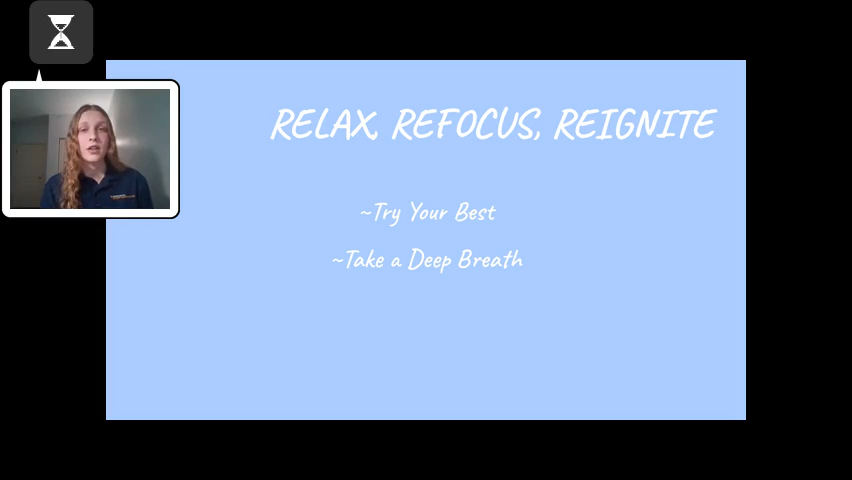 RELAX, REFOCUS, REIGNITE
~Try Your Best
~Take a Deep Breath